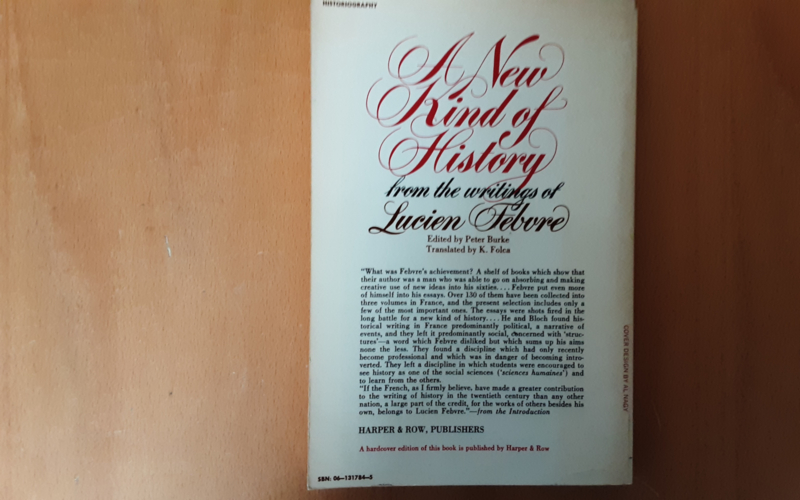 HISTORIOGRAPHY
A New
Kind of
History
from the writings of
Lucien Febvre
Edited by Peter Burke
Translated by K. Folca
"What was Febvre's achievement? A shelf of books which show that
their author was a man who was able to go on absorbing and making
creative use of new ideas into his sixties.... Febvre put even more
of himself into his essays. Over 130 of them have been collected into
three volumes in France, and the present selection includes only a
few of the most important ones. The essays were shots fired in the
long battle for a new kind of history.... He and Bloch found his-
torical writing in France predominantly political, a narrative of
events, and they left it predominantly social, concerned with 'struc-
tures'—a word which Febvre disliked but which sums up his aims
none the less. They found a discipline which had only recently
become professional and which was in danger of becoming intro-
verted. They left a discipline in which students were encouraged to
see history as one of the social sciences ('sciences humaines') and
to learn from the others.
"If the French, as I firmly believe, have made a greater contribution
to the writing of history in the twentieth century than any other
nation, a large part of the credit, for the works of others besides his
own, belongs to Lucien Febvre."—from the Introduction
HARPER & ROW, PUBLISHERS
A hardcover edition of this book is published by Harper & Row
SBN: 06-131784-5
COVER DESIGN BY AL NAGY